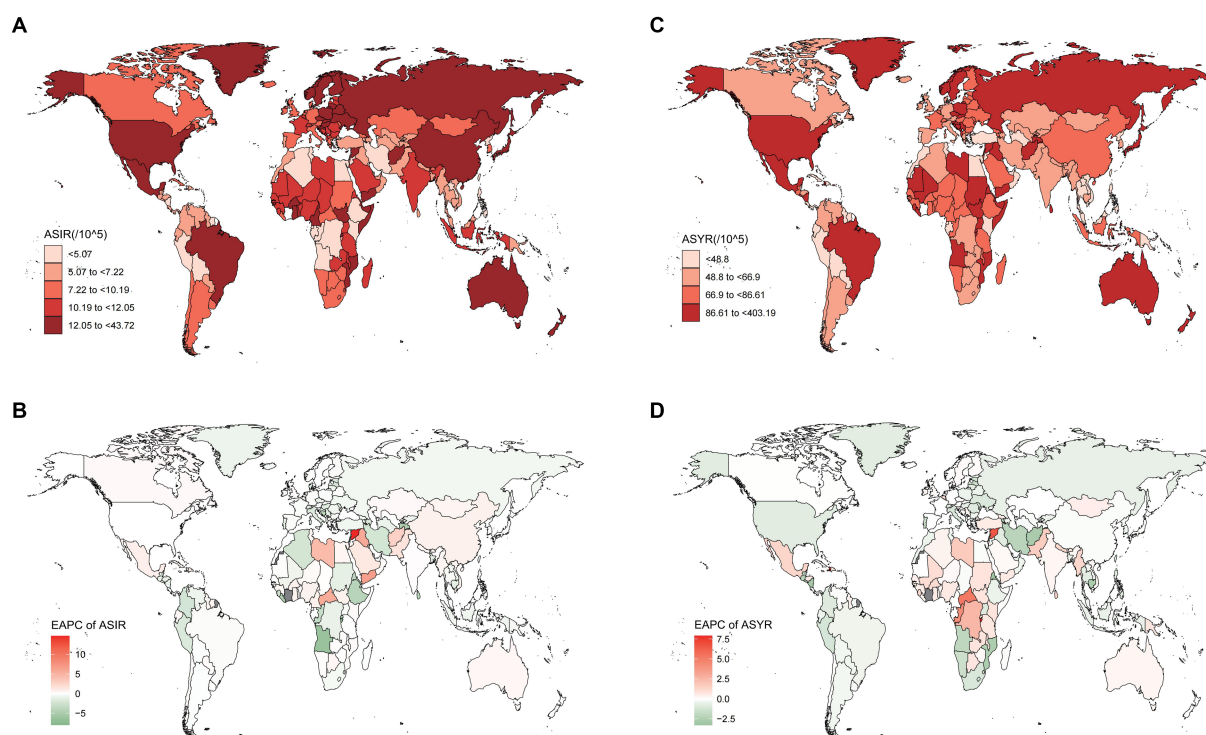 A
ASIR(/10^5)
<5.07
5.07 to <7.22
7.22 to <10.19
10.19 to <12.05
12.05 to <43.72
C
ASYR(/10^5)
<48.8
48.8 to <66.9
66.9 to <86.61
86.61 to <403.19
B
EAPC of ASIR
10
5
0
−5
D
EAPC of ASYR
7.5
5.0
2.5
0.0
−2.5